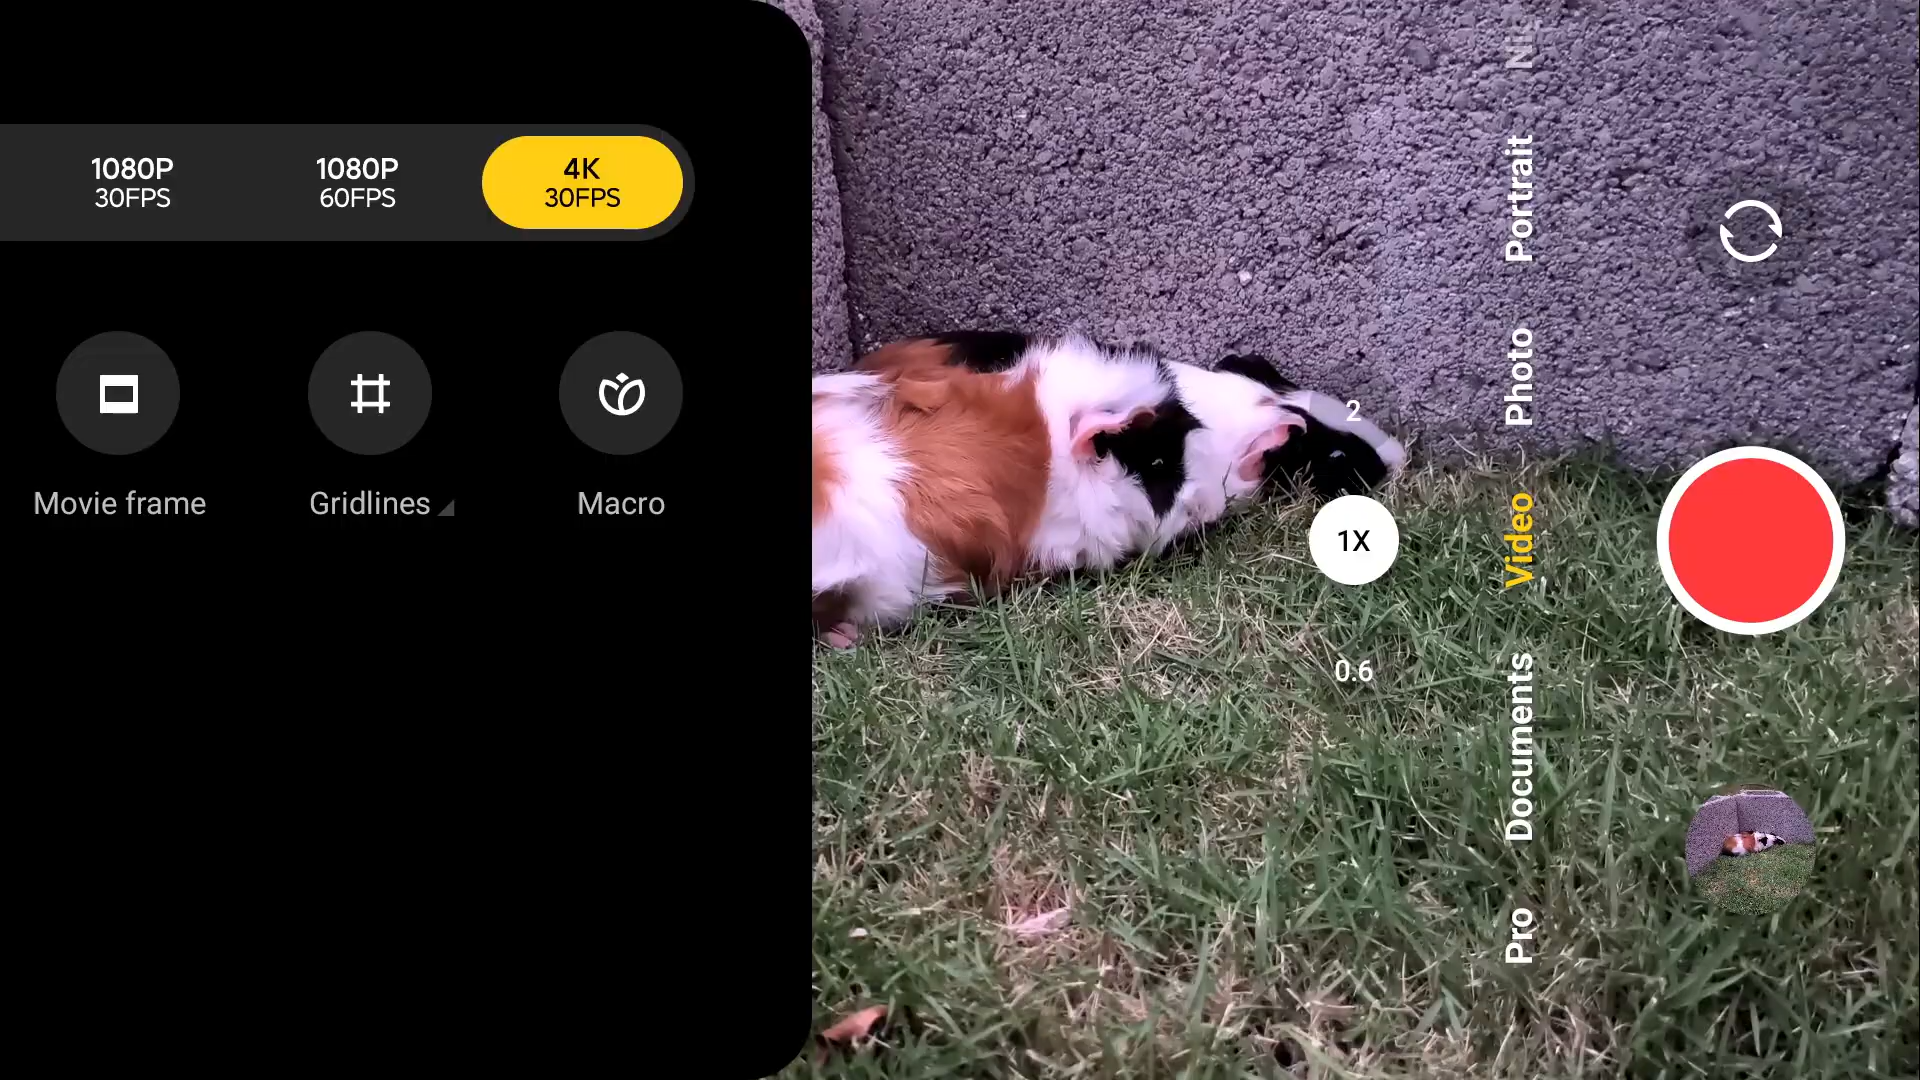 1080P
30FPS
1080P
60FPS
4K
30FPS
Movie frame
Gridlines
Macro
2
1X
0.6
Portrait
Photo
Video
Documents
Pro